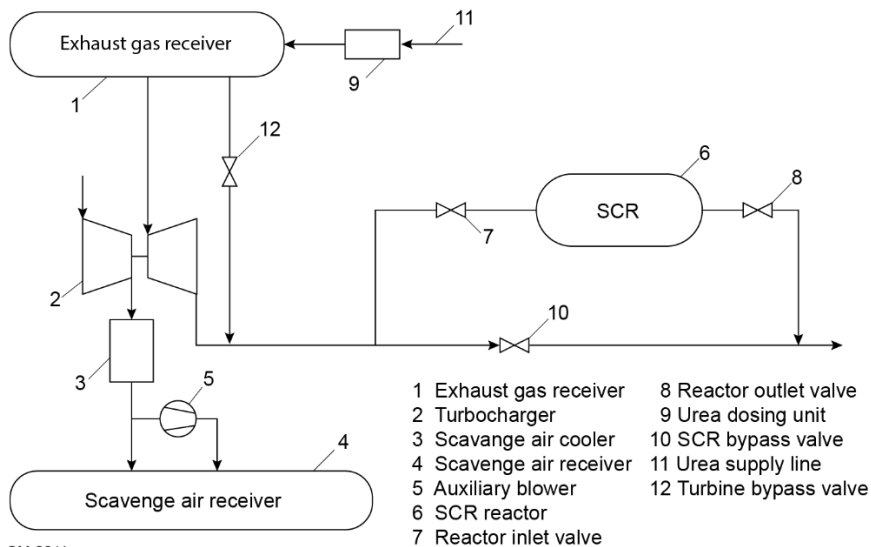 Exhaust gas receiver
11
9
1
12
6
SCR
8
7
2
10
3
5
4
Scavenge air receiver
1 Exhaust gas receiver
2 Turbocharger
3 Scavange air cooler
4 Scavenge air receiver
5 Auxiliary blower
6 SCR reactor
7 Reactor inlet valve
8 Reactor outlet valve
9 Urea dosing unit
10 SCR bypass valve
11 Urea supply line
12 Turbine bypass valve